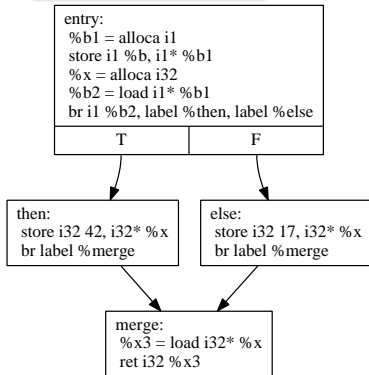 entry:
%b1 = alloca i1
store i1 %b, i1* %b1
%x = alloca i32
%b2 = load i1* %b1
br i1 %b2, label %then, label %else
T
F
then:
store i32 42, i32* %x
br label %merge
else:
store i32 17, i32* %x
br label %merge
merge:
%x3 = load i32* %x
ret i32 %x3